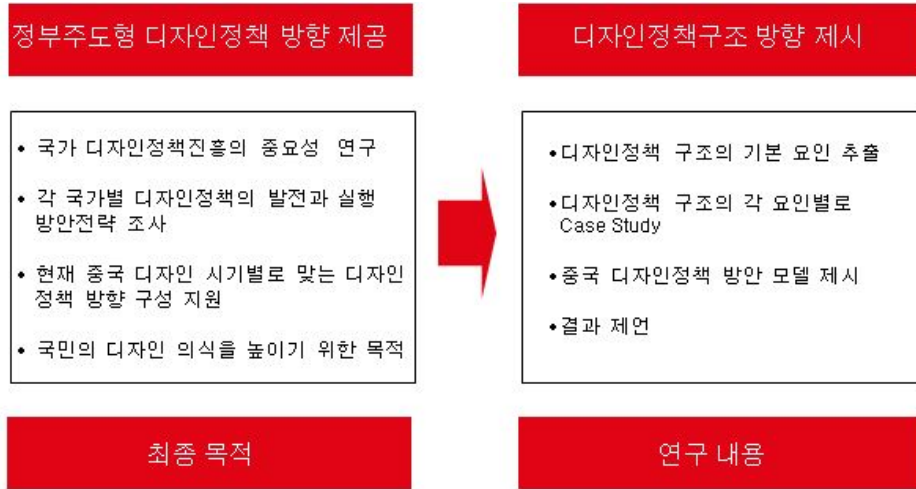 정부주도형 디자인정책 방향 제공
• 국가 디자인정책진흥의 중요성 연구
• 각 국가별 디자인정책의 발전과 실행
방안전략 조사
• 현재 중국 디자인 시기별로 맞는 디자인
정책 방향 구성 지원
• 국민의 디자인 의식을 높이기 위한 목적
최종 목적
디자인정책구조 방향 제시
•디자인정책 구조의 기본 요인 추출
•디자인정책 구조의 각 요인별로
Case Study
•중국 디자인정책 방안 모델 제시
•결과 제언
연구 내용